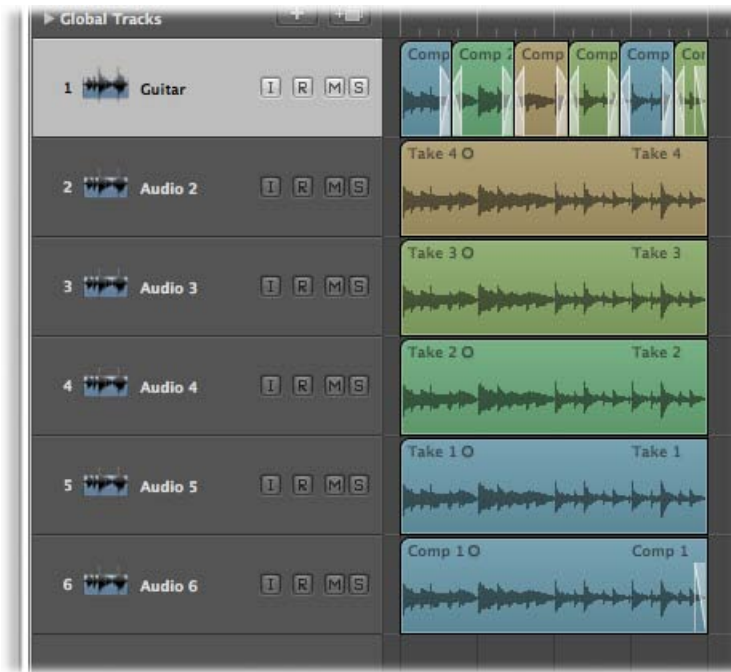 Global Tracks
Comp Comp 2 Comp Comp Comp Cor
1 Guitar I R M S
Take 4 Take 4
2 Audio 2 I R M S
Take 3 Take 3
3 Audio 3 I R M S
Take 2 Take 2
4 Audio 4 I R M S
Take 1 Take 1
5 Audio 5 I R M S
Comp 1 Comp 1
6 Audio 6 I R M S